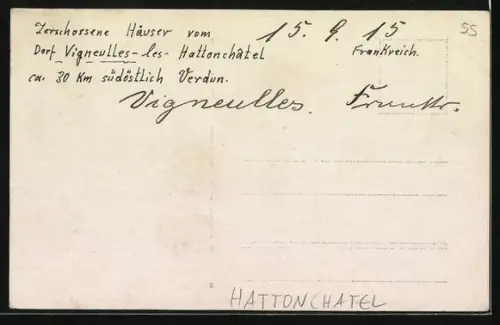 Zerschossene Häuser vom 15. 9. 15 55
Dorf Vigneulles-les-Hattonchâtel Frankreich.
ca. 30 Km südöstlich Verdun.
Vigneulles. Frankr.
HATTONCHATEL